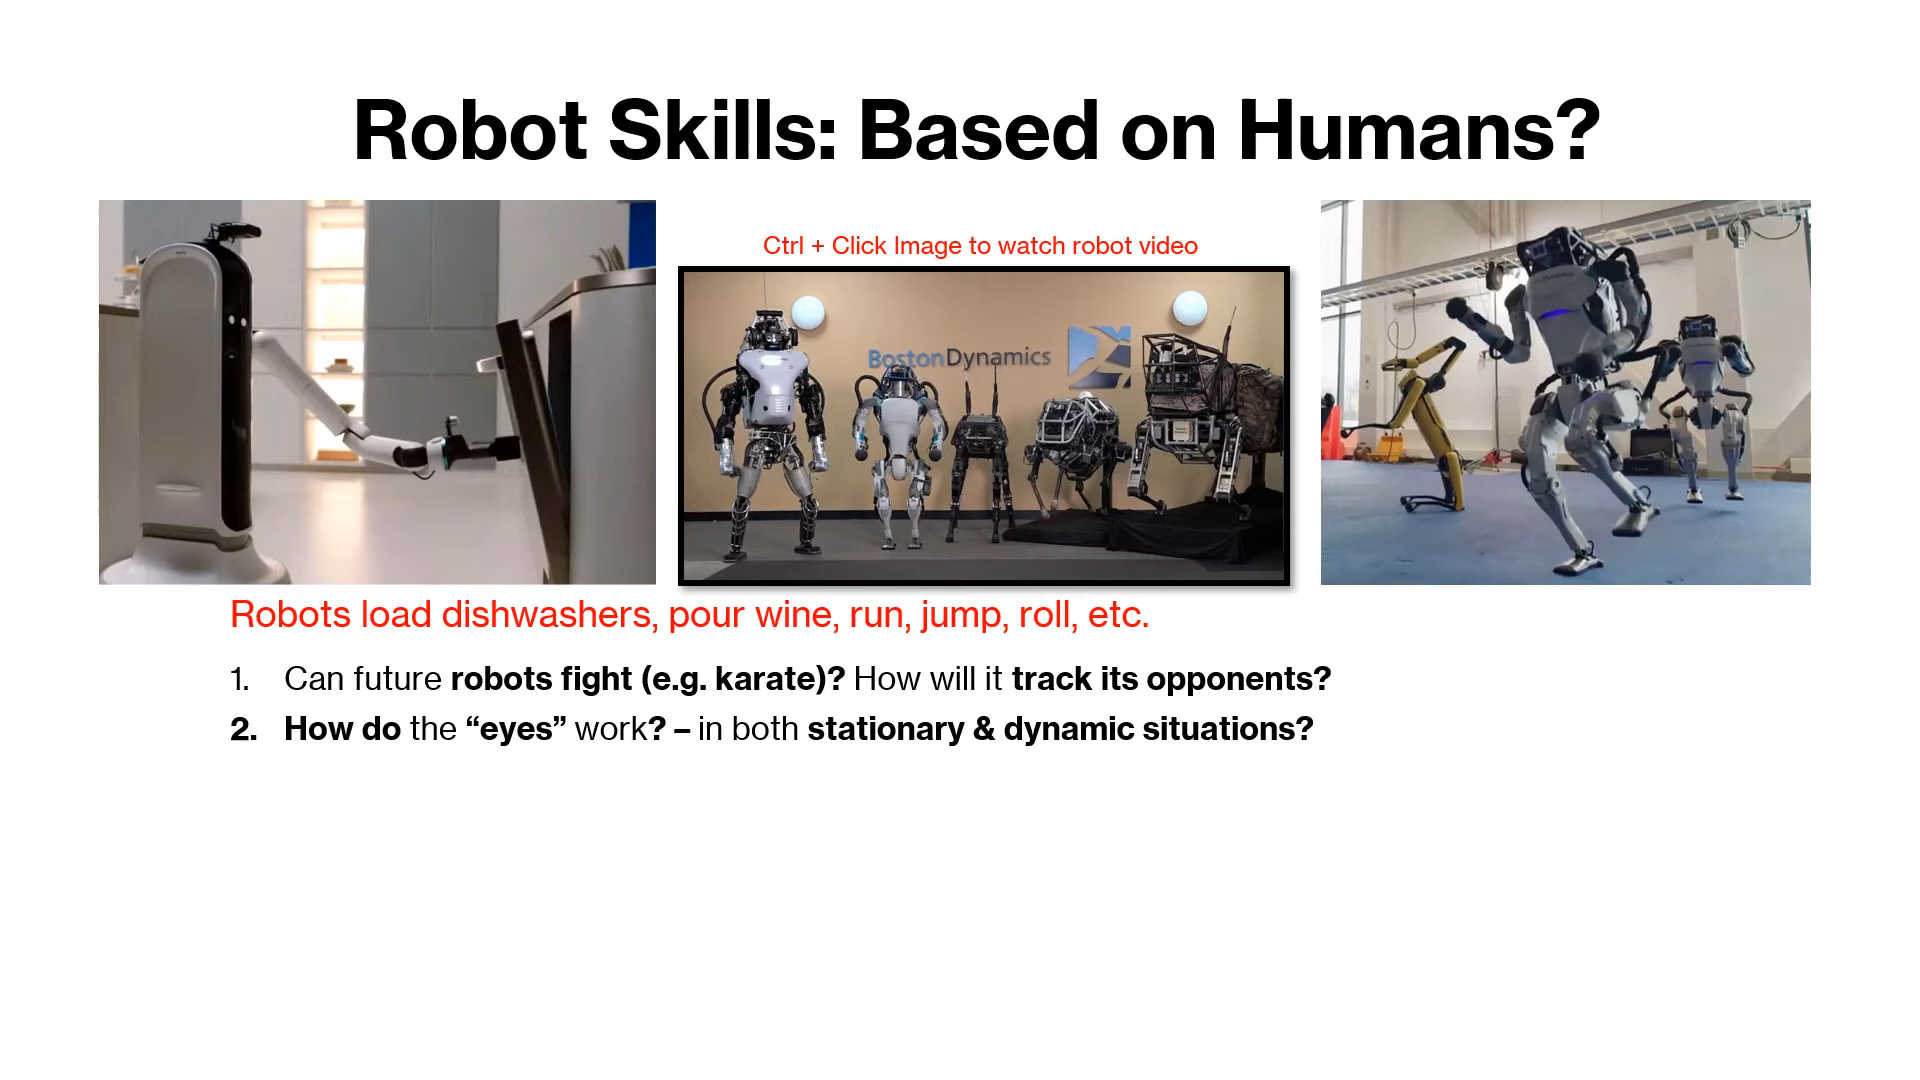 Robot Skills: Based on Humans?
Ctrl + Click Image to watch robot video
BostonDynamics
Robots load dishwashers, pour wine, run, jump, roll, etc.
1. Can future robots fight (e.g. karate)? How will it track its opponents?
2. How do the “eyes” work? – in both stationary & dynamic situations?